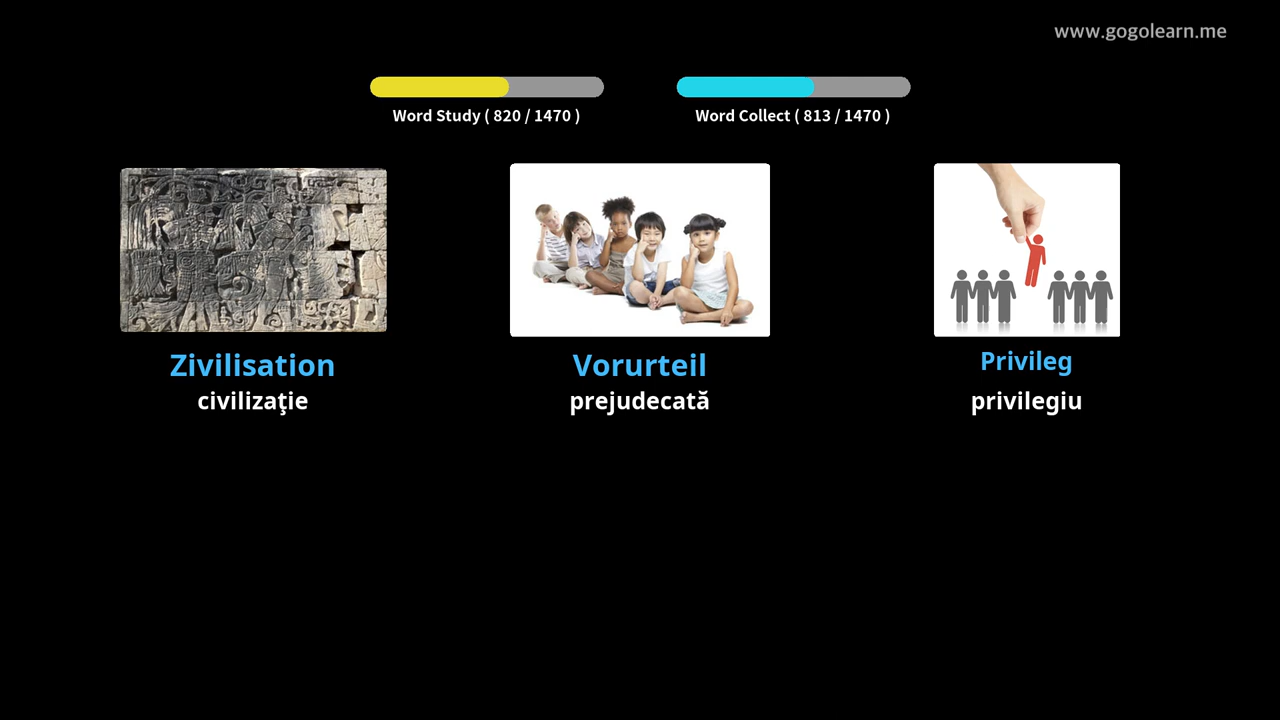 www.gogolearn.me
Word Study ( 820 / 1470 )
Word Collect ( 813 / 1470 )
Zivilisation
civilizaţie
Vorurteil
prejudecată
Privileg
privilegiu